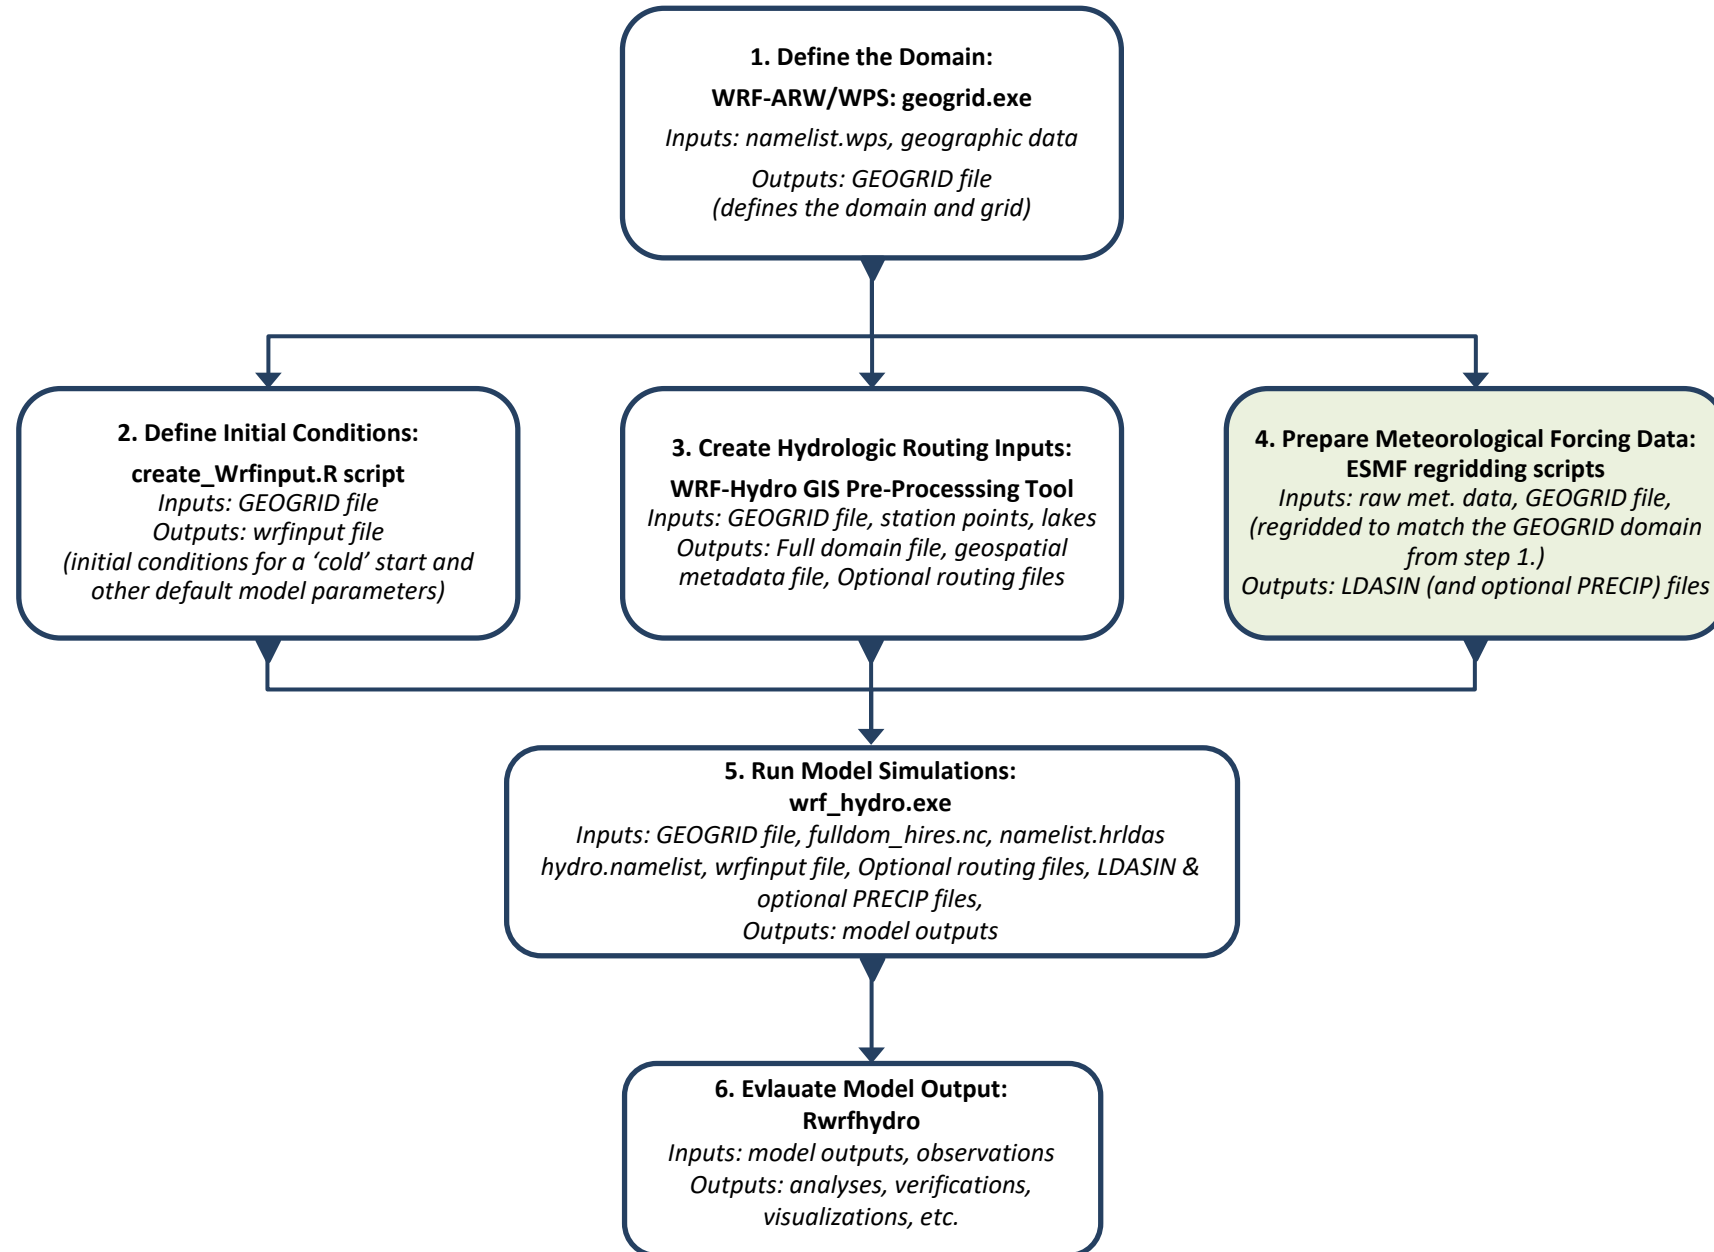 1. Define the Domain:
WRF-ARW/WPS: geogrid.exe
Inputs: namelist.wps, geographic data
Outputs: GEOGRID file
(defines the domain and grid)
2. Define Initial Conditions:
create_Wrfinput.R script
Inputs: GEOGRID file
Outputs: wrfinput file
(initial conditions for a ‘cold’ start and
other default model parameters)
3. Create Hydrologic Routing Inputs:
WRF-Hydro GIS Pre-Processsing Tool
Inputs: GEOGRID file, station points, lakes
Outputs: Full domain file, geospatial
metadata file, Optional routing files
4. Prepare Meteorological Forcing Data:
ESMF regridding scripts
Inputs: raw met. data, GEOGRID file,
(regridded to match the GEOGRID domain
from step 1.)
Outputs: LDASIN (and optional PRECIP) files
5. Run Model Simulations:
wrf_hydro.exe
Inputs: GEOGRID file, fulldom_hires.nc, namelist.hrldas
hydro.namelist, wrfinput file, Optional routing files, LDASIN &
optional PRECIP files,
Outputs: model outputs
6. Evlauate Model Output:
Rwrfhydro
Inputs: model outputs, observations
Outputs: analyses, verifications,
visualizations, etc.